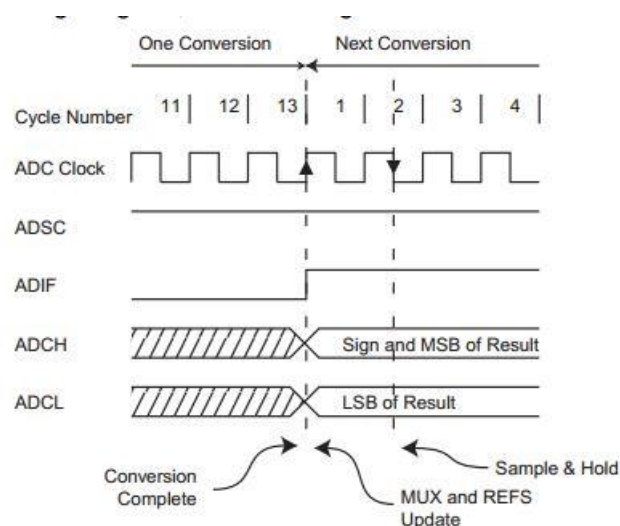 One Conversion Next Conversion
Cycle Number 11 12 13 1 2 3 4
ADC Clock
ADSC
ADIF
ADCH Sign and MSB of Result
ADCL LSB of Result
Conversion
Complete
MUX and REFS
Update
Sample & Hold